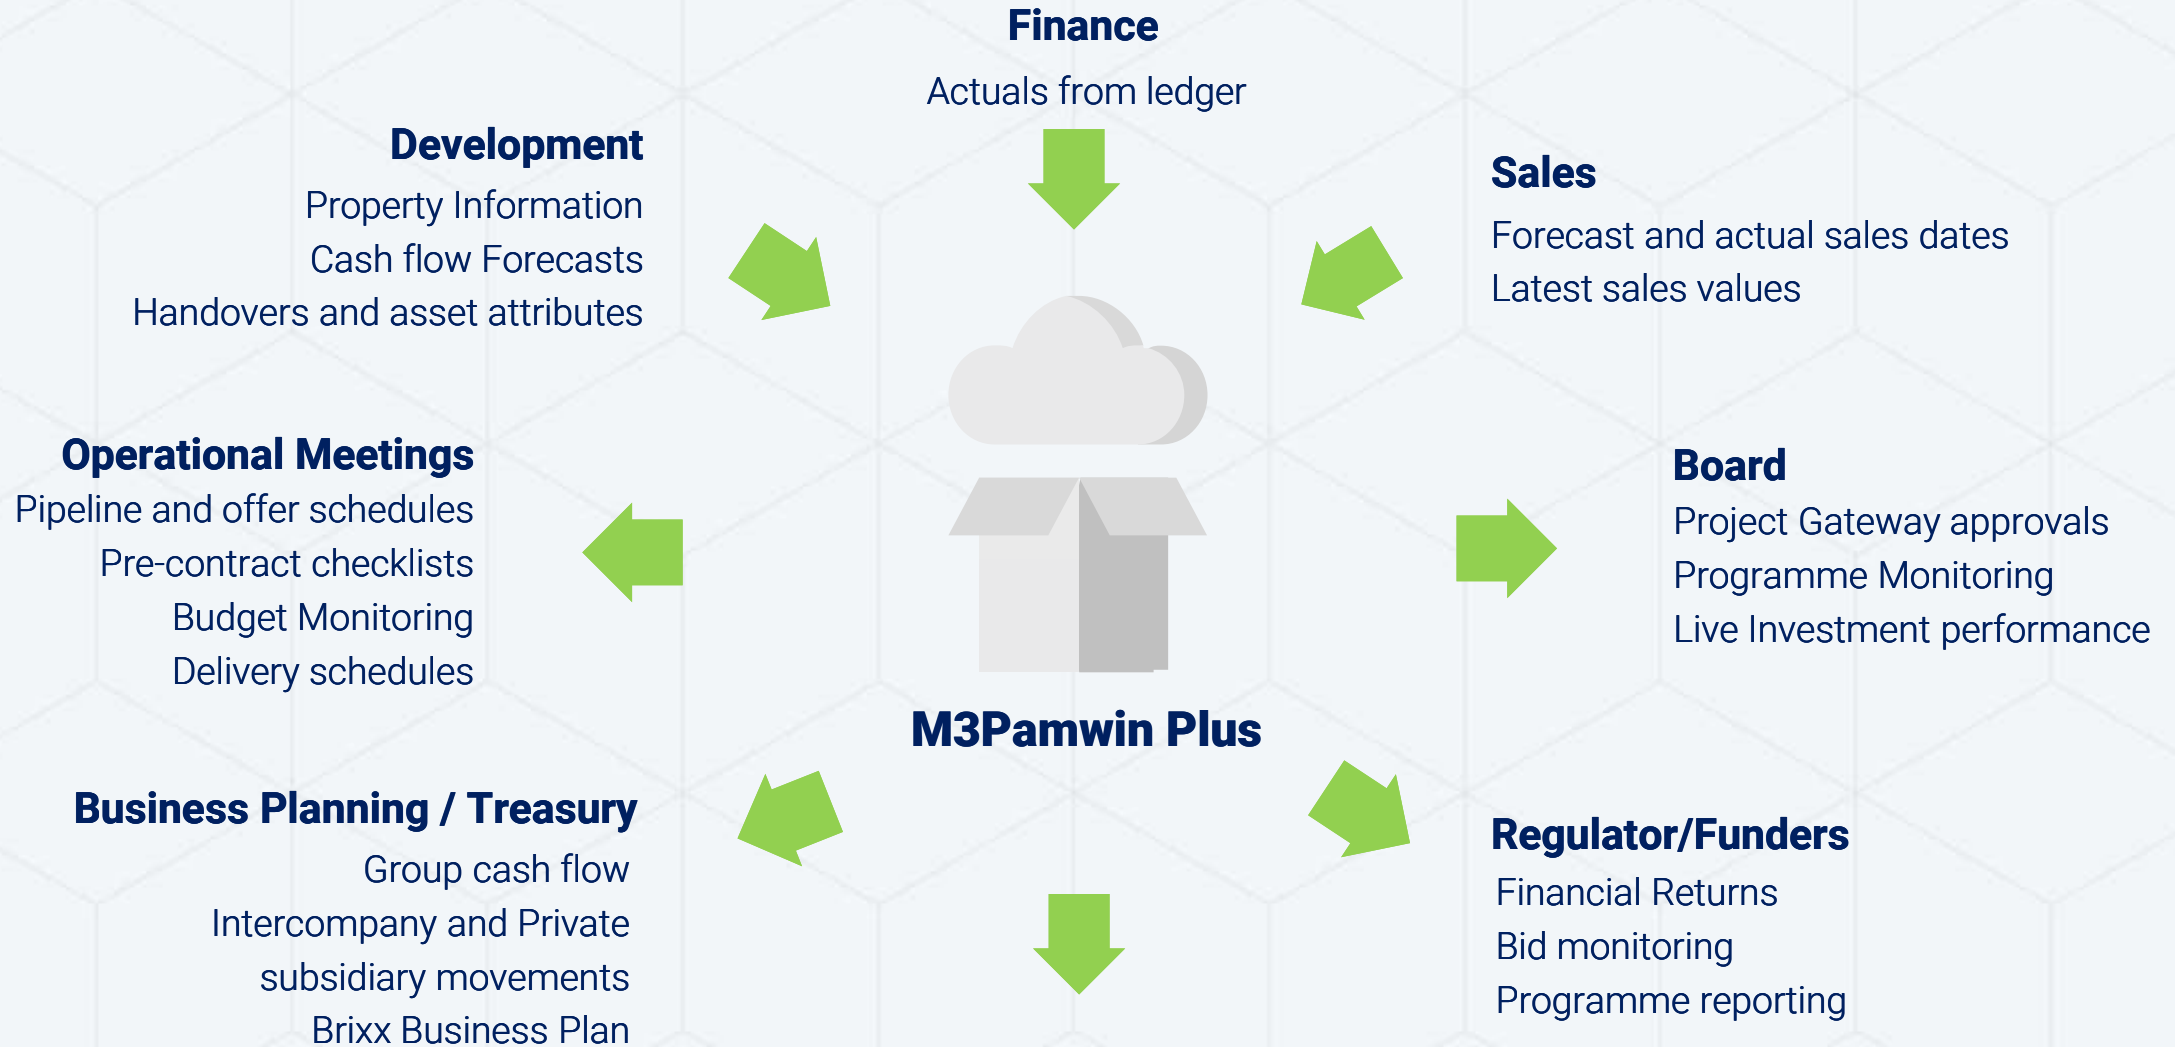 Finance
Actuals from ledger
Development
Property Information
Cash flow Forecasts
Handovers and asset attributes
Sales
Forecast and actual sales dates
Latest sales values
Operational Meetings
Pipeline and offer schedules
Pre-contract checklists
Budget Monitoring
Delivery schedules
Board
Project Gateway approvals
Programme Monitoring
Live Investment performance
M3Pamwin Plus
Business Planning / Treasury
Group cash flow
Intercompany and Private
subsidiary movements
Brixx Business Plan
Regulator/Funders
Financial Returns
Bid monitoring
Programme reporting